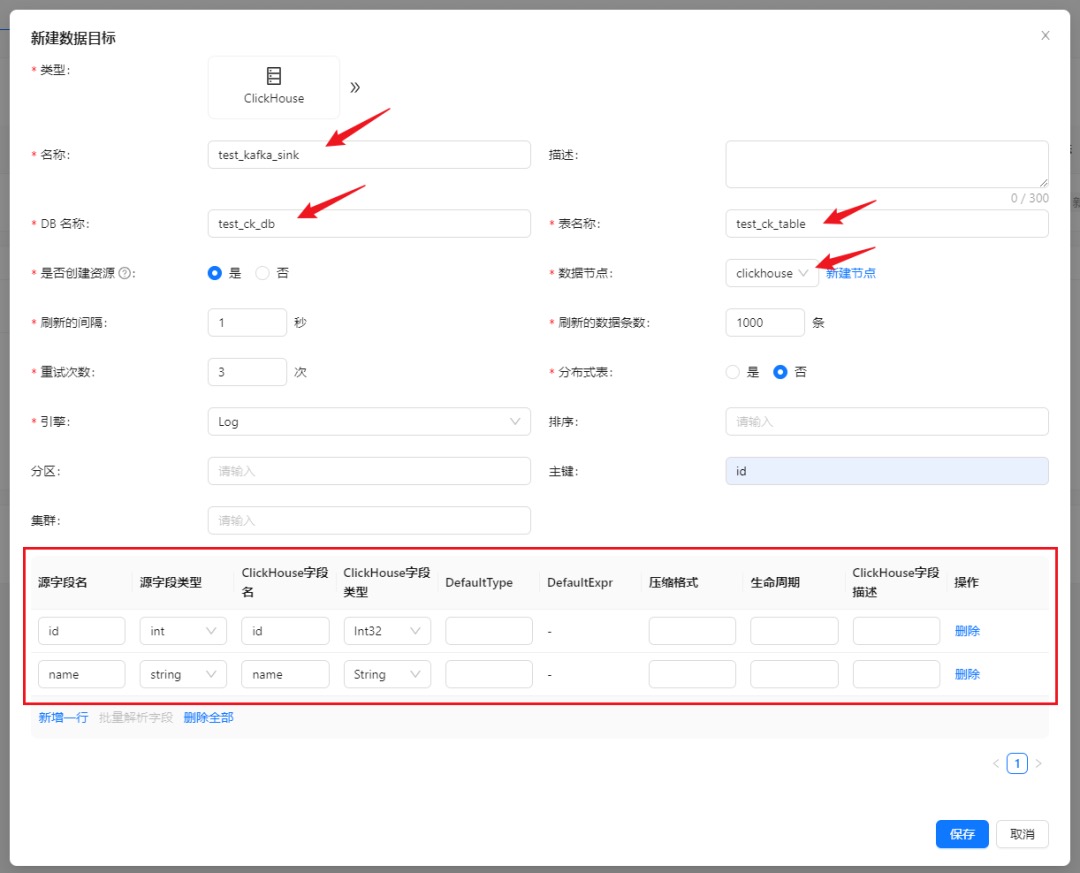 新建数据目标
* 类型:
ClickHouse
* 名称: test_kafka_sink 描述:
0 / 300
* DB 名称: test_ck_db * 表名称: test_ck_table
* 是否创建资源 ?: 是 否 * 数据节点: clickhouse 新建节点
* 刷新的间隔: 1 秒 * 刷新的数据条数: 1000 条
* 重试次数: 3 次 * 分布式表: 是 否
* 引擎: Log 排序: 请输入
分区: 请输入 主键: id
集群: 请输入
源字段名 源字段类型 ClickHouse字段名 ClickHouse字段类型 DefaultType DefaultExpr 压缩格式 生命周期 ClickHouse字段描述 操作
id int id Int32 - 删除
name string name String - 删除
新增一行 批量解析字段 删除全部
< 1 >
保存 取消